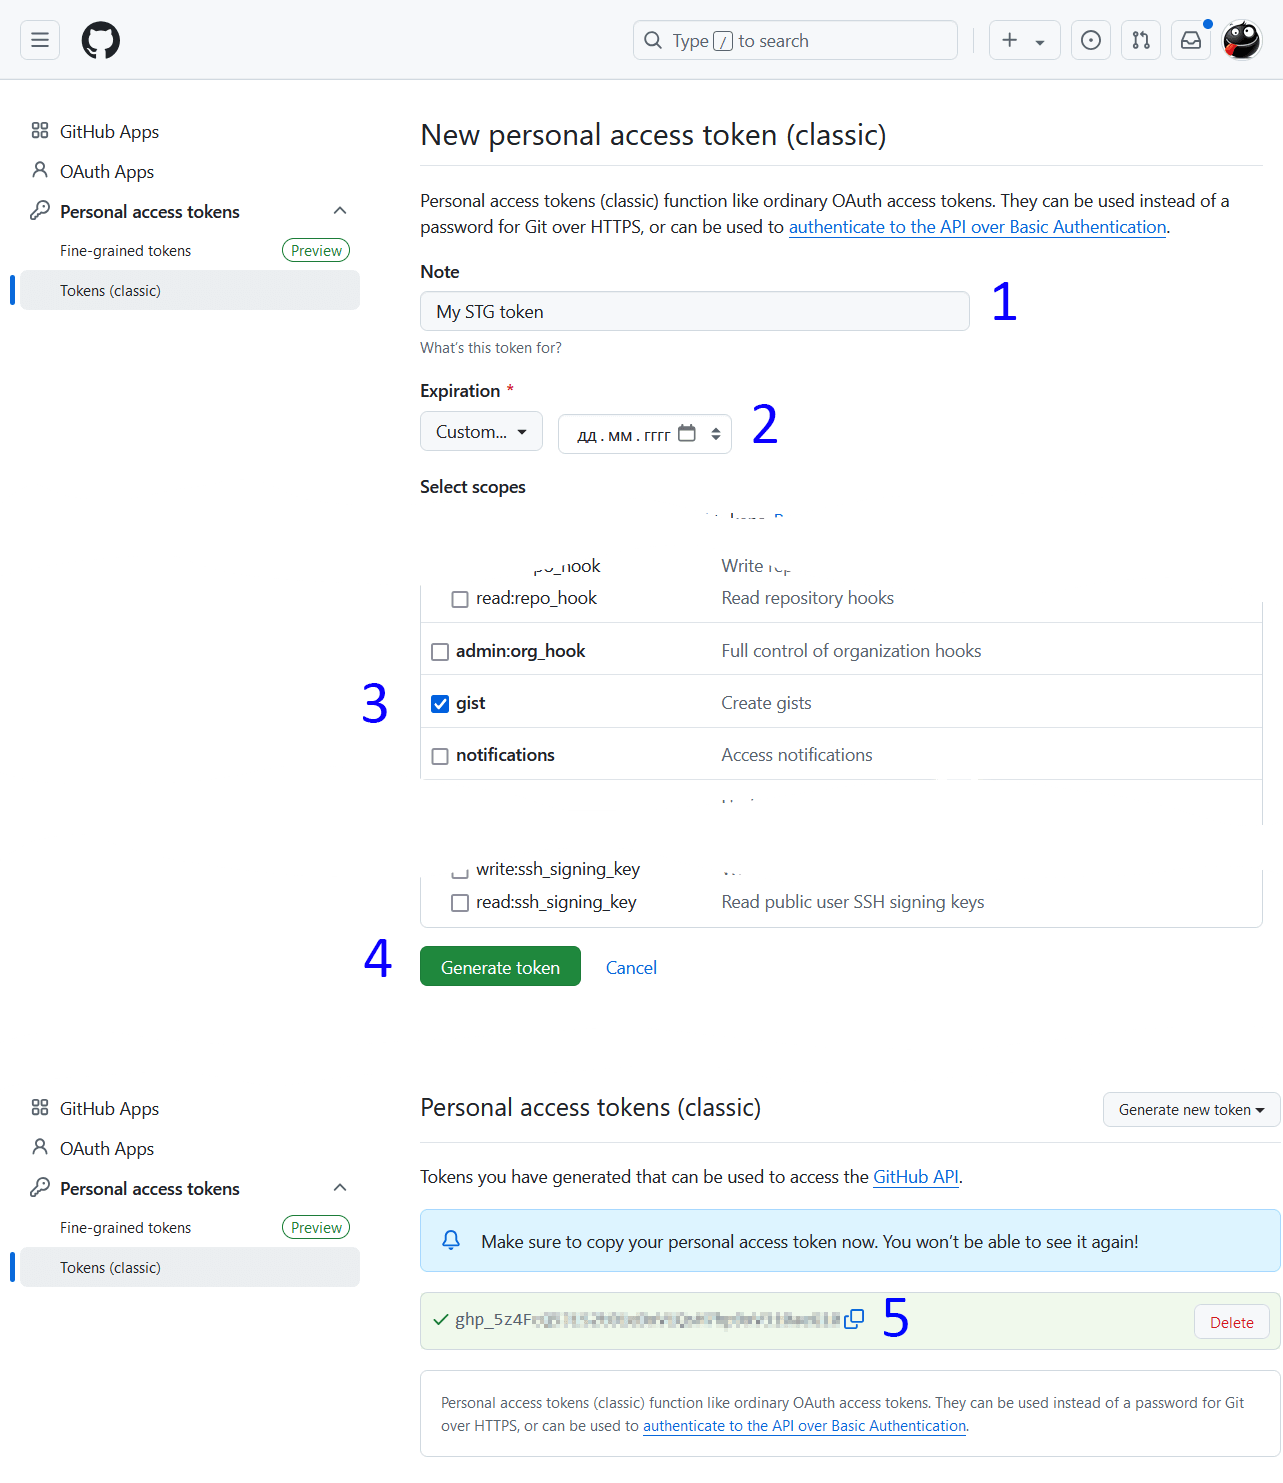 Type / to search
GitHub Apps
OAuth Apps
Personal access tokens
Fine-grained tokens Preview
Tokens (classic)
New personal access token (classic)
Personal access tokens (classic) function like ordinary OAuth access tokens. They can be used instead of a
password for Git over HTTPS, or can be used to authenticate to the API over Basic Authentication.
Note
My STG token 1
What's this token for?
Expiration *
Custom... дд . мм . гггг 2
Select scopes
Write
read:repo_hook Read repository hooks
admin:org_hook Full control of organization hooks
3 gist Create gists
notifications Access notifications
write:ssh_signing_key
read:ssh_signing_key Read public user SSH signing keys
4 Generate token Cancel
GitHub Apps
OAuth Apps
Personal access tokens
Fine-grained tokens Preview
Tokens (classic)
Personal access tokens (classic) Generate new token
Tokens you have generated that can be used to access the GitHub API.
Make sure to copy your personal access token now. You won't be able to see it again!
ghp_5z4F 5 Delete
Personal access tokens (classic) function like ordinary OAuth access tokens. They can be used instead of a password for Git
over HTTPS, or can be used to authenticate to the API over Basic Authentication.